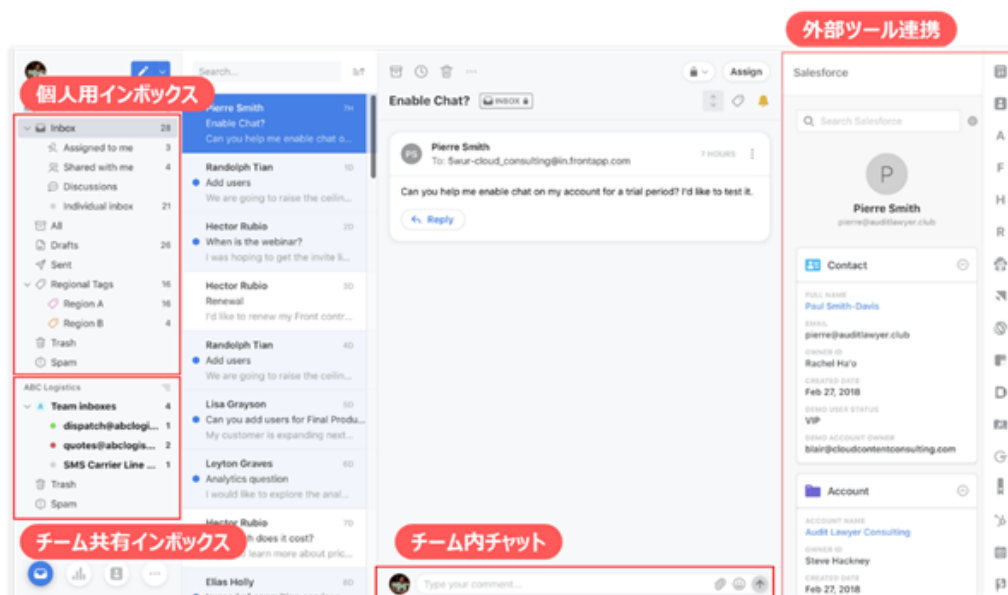 外部ツール連携
個人用インボックス
Inbox 28
Assigned to me 3
Shared with me 4
Discussions
Individual inbox 21
All
Drafts 26
Sent
Regional Tags 16
Region A 16
Region B 4
Trash
Spam
ABC Logistics
Team inboxes 4
dispatch@abclogi... 1
quotes@abclogis... 2
SMS Carrier Line ... 1
Trash
Spam
チーム共有インボックス
Search...
Pierre Smith 7H
Enable Chat?
Can you help me enable chat o...
Randolph Tian 1D
Add users
We are going to raise the ceilin...
Hector Rubio 2D
When is the webinar?
I was hoping to get the invite li...
Hector Rubio 3D
Renewal
I'd like to renew my Front contr...
Randolph Tian 4D
Add users
We are going to raise the ceilin...
Lisa Grayson 5D
Can you add users for Final Produ...
My customer is expanding next...
Leyton Graves 6D
Analytics question
I would like to explore the anal...
Hector Rubio 7D
does it cost?
learn more about pric...
Elias Holly 8D
Assign
Enable Chat? INBOX
PS
Pierre Smith 7 HOURS
To: 5wur-cloud_consulting@in.frontapp.com
Can you help me enable chat on my account for a trial period? I'd like to test it.
Reply
チーム内チャット
Type your comment...
Salesforce
Search Salesforce
P
Pierre Smith
pierre@auditlawyer.club
Contact
FULL NAME
Paul Smith-Davis
EMAIL
pierre@auditlawyer.club
OWNER ID
Rachel Ha'o
CREATED DATE
Feb 27, 2018
DEMO USER STATUS
VIP
DEMO ACCOUNT OWNER
blair@cloudcontentconsulting.com
Account
ACCOUNT NAME
Audit Lawyer Consulting
OWNER ID
Steve Hackney
CREATED DATE
Feb 27, 2018
A
F
H
R